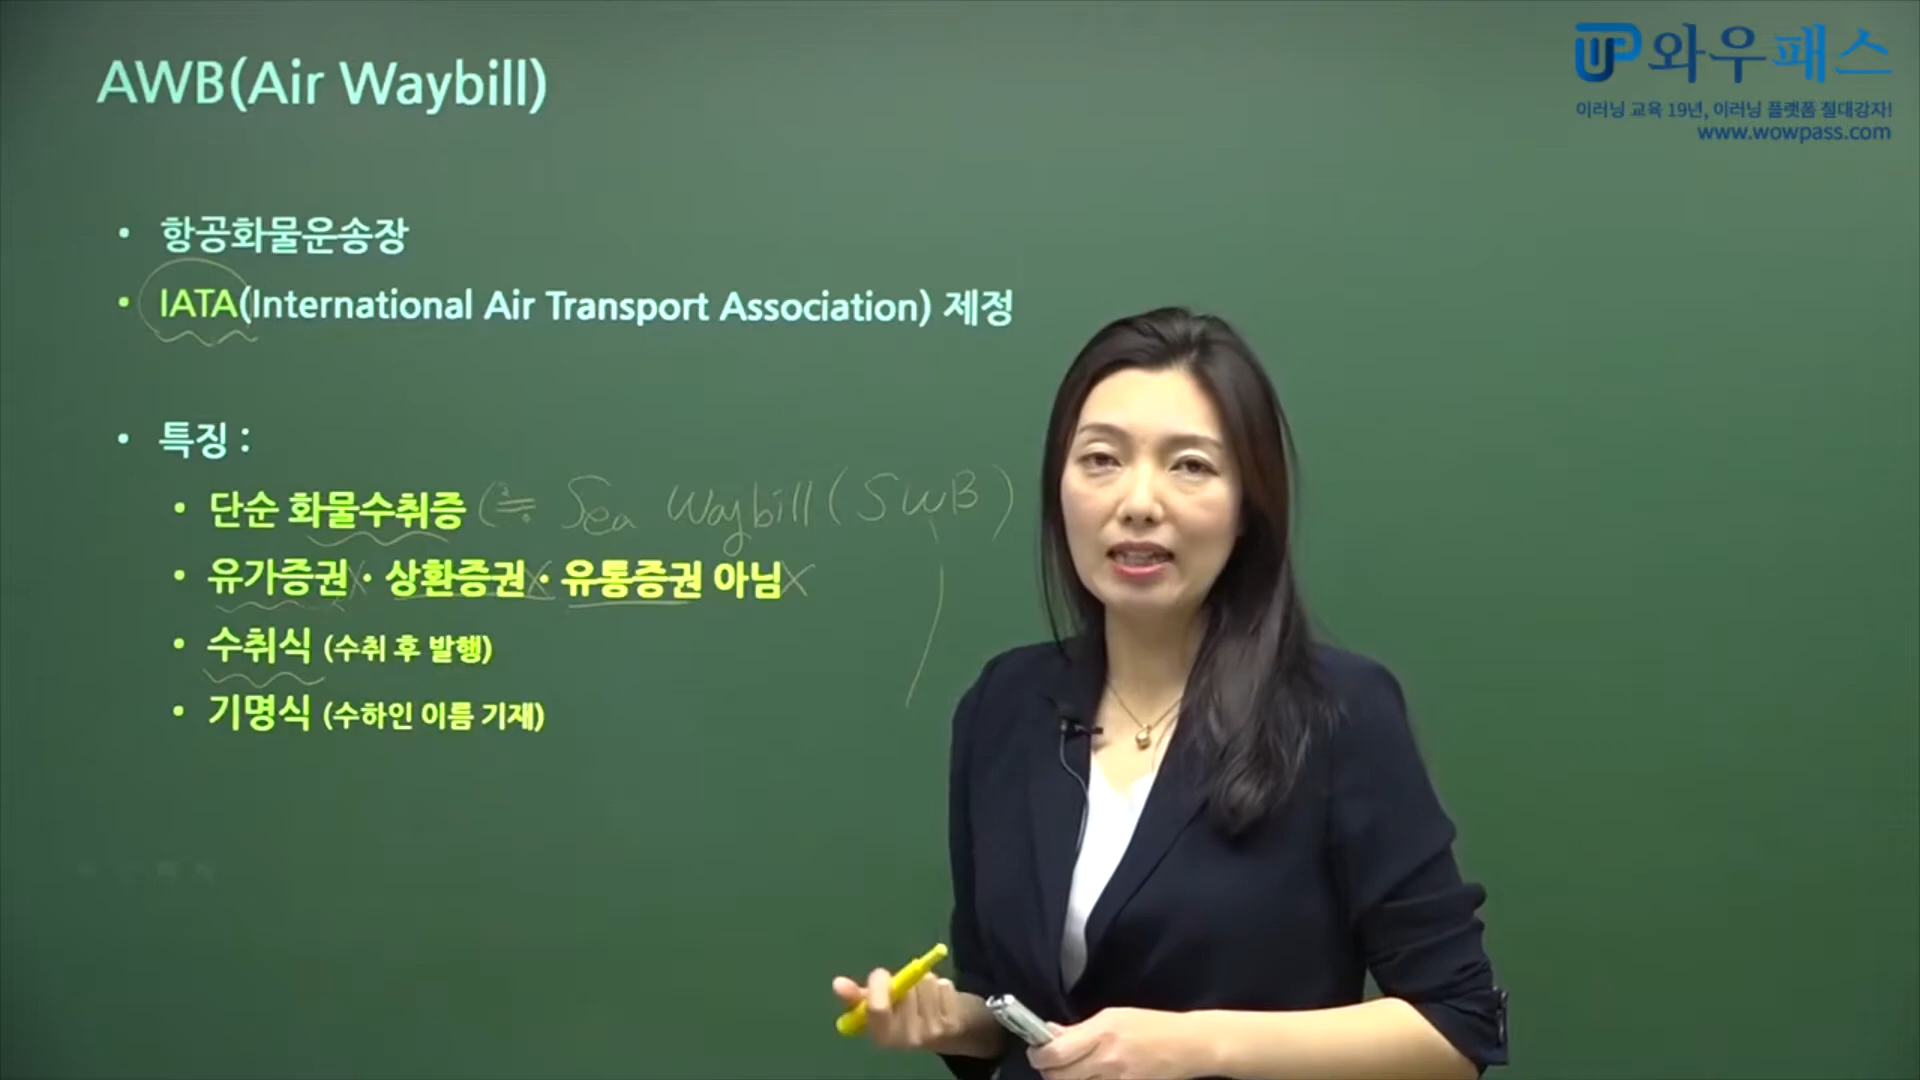 AWB(Air Waybill)
와우패스
이러닝 교육 19년, 이러닝 플랫폼 절대강자!
www.wowpass.com
• 항공화물운송장
• IATA(International Air Transport Association) 제정
• 특징 :
• 단순 화물수취증 (≒ Sea Waybill (SWB)
• 유가증권 · 상환증권 · 유통증권 아님
• 수취식 (수취 후 발행)
• 기명식 (수하인 이름 기재)